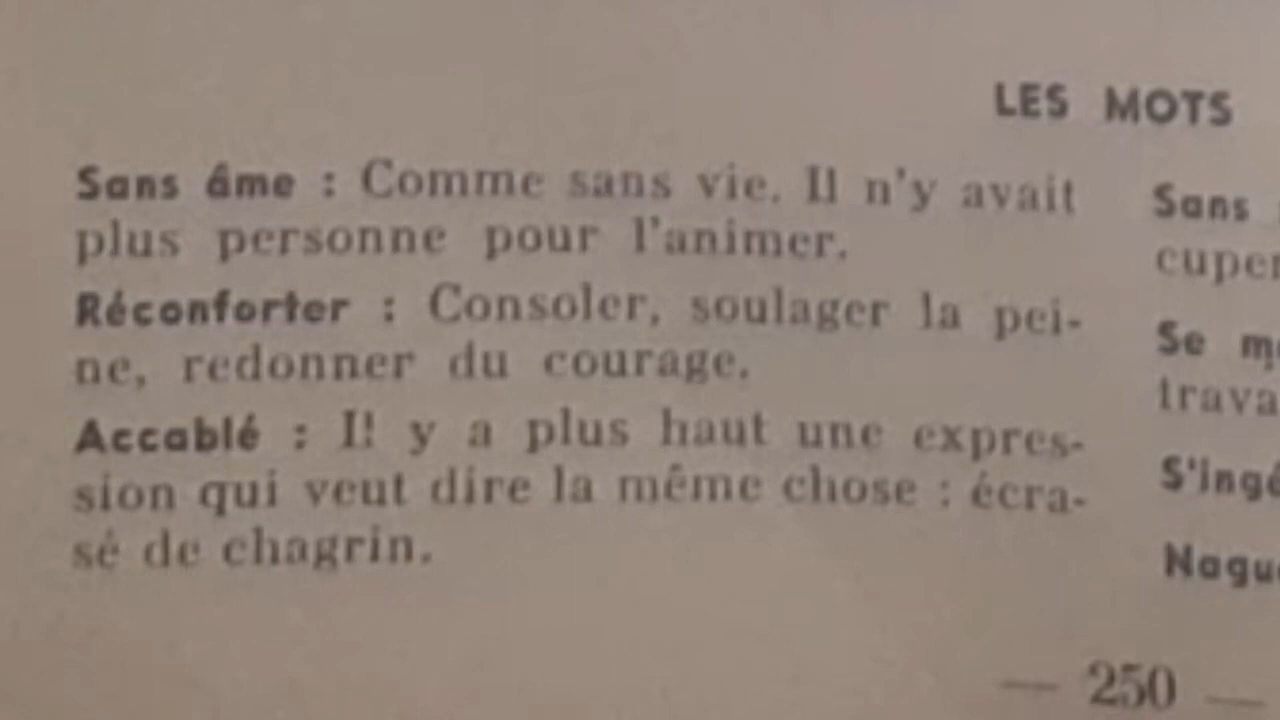 LES MOTS
Sans âme : Comme sans vie. Il n'y avait
plus personne pour l'animer.
Réconforter : Consoler, soulager la pei-
ne, redonner du courage.
Accablé : Il y a plus haut une expres-
sion qui veut dire la même chose : écra-
sé de chagrin.
Sans
cuper
Se
trava
S'ingé
Nagu
— 250 —